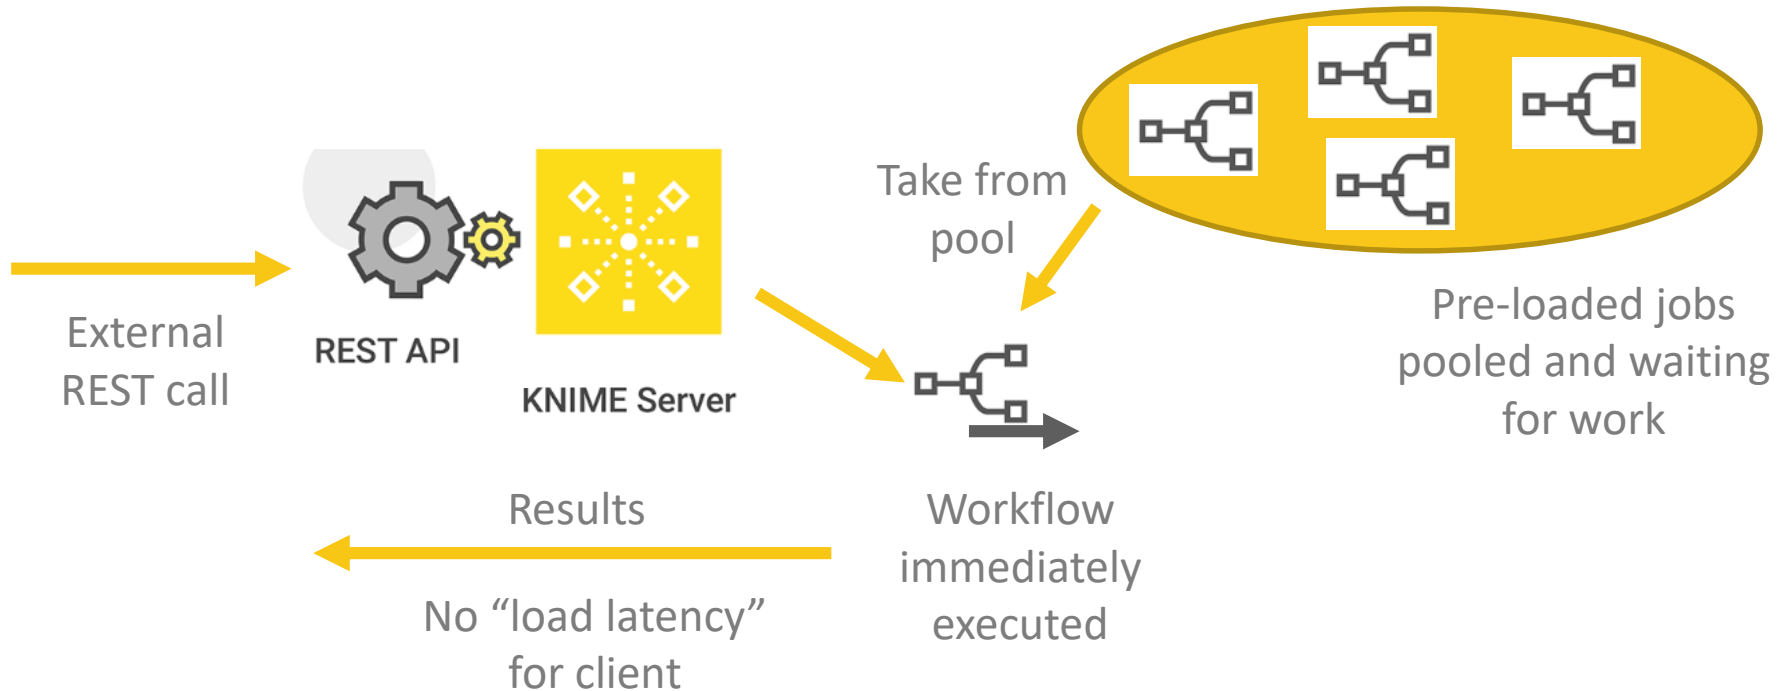 External
REST call
REST API
KNIME Server
Take from
pool
Pre-loaded jobs
pooled and waiting
for work
Workflow
immediately
executed
Results
No “load latency”
for client